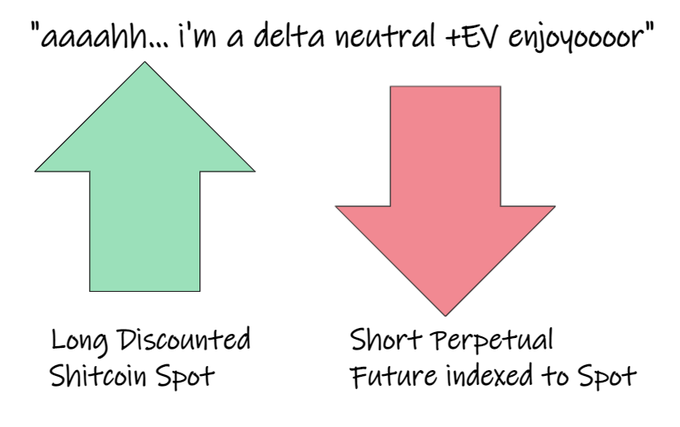 "aaaahh... i'm a delta neutral +EV enjoyoooor"
Long Discounted
Shitcoin Spot
Short Perpetual
Future indexed to Spot